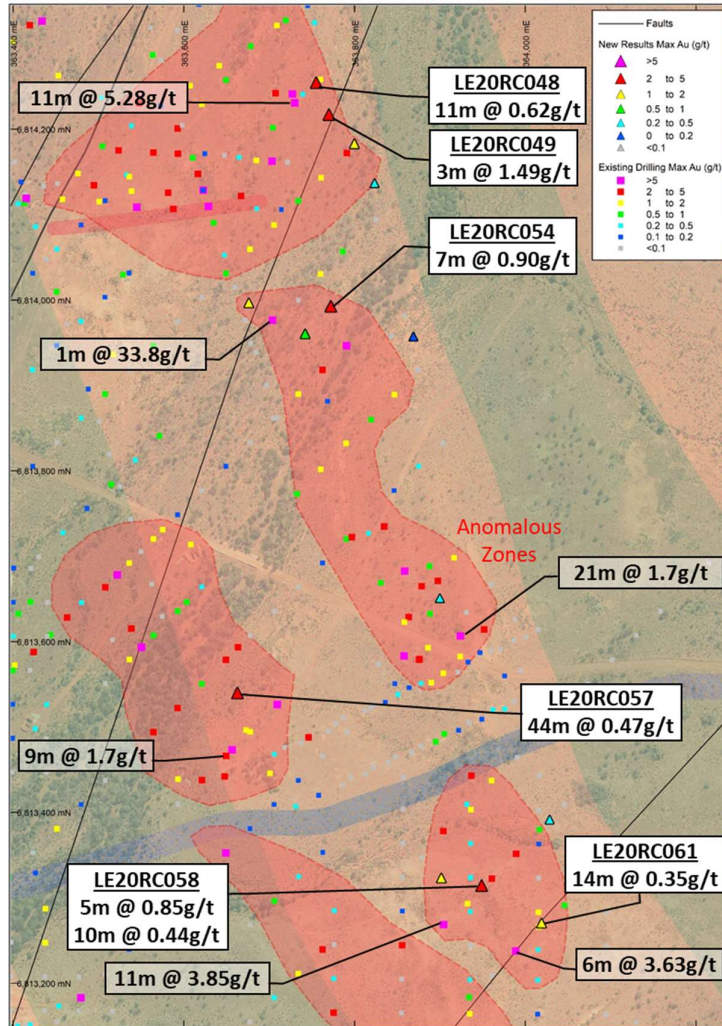 363,400 mE
363,600 mE
363,800 mE
364,000 mE
Faults
New Results Max Au (g/t)
>5
2 to 5
1 to 2
0.5 to 1
0.2 to 0.5
0 to 0.2
<0.1
Existing Drilling Max Au (g/t)
>5
2 to 5
1 to 2
0.5 to 1
0.2 to 0.5
0.1 to 0.2
<0.1
11m @ 5.28g/t
LE20RC048
11m @ 0.62g/t
6,814,200 mN
LE20RC049
3m @ 1.49g/t
LE20RC054
7m @ 0.90g/t
6,814,000 mN
1m @ 33.8g/t
6,813,800 mN
Anomalous
Zones
21m @ 1.7g/t
6,813,600 mN
LE20RC057
44m @ 0.47g/t
9m @ 1.7g/t
6,813,400 mN
LE20RC061
14m @ 0.35g/t
LE20RC058
5m @ 0.85g/t
10m @ 0.44g/t
11m @ 3.85g/t
6m @ 3.63g/t
6,813,200 mN